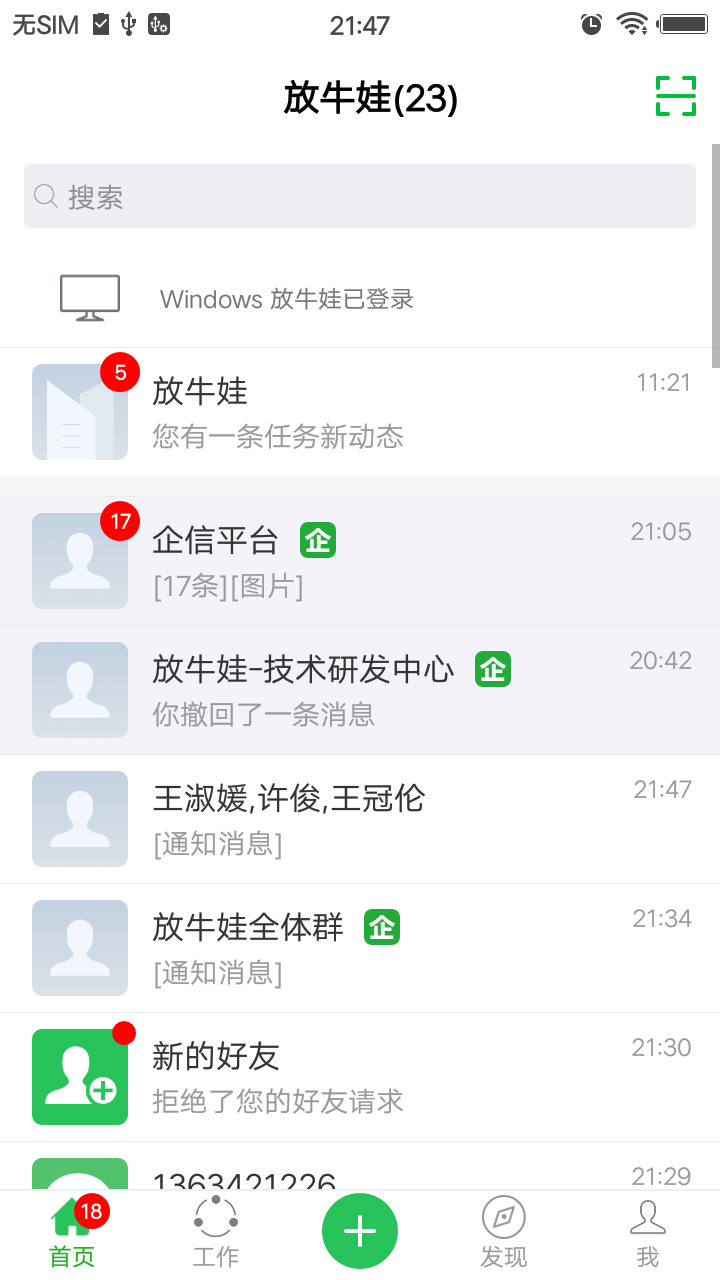 无SIM 21:47
放牛娃(23)
搜索
Windows 放牛娃已登录
5
放牛娃 11:21
您有一条任务新动态
17
企信平台 企 21:05
[17条][图片]
放牛娃-技术研发中心 企 20:42
你撤回了一条消息
王淑媛,许俊,王冠伦 21:47
[通知消息]
放牛娃全体群 企 21:34
[通知消息]
新的好友 21:30
拒绝了您的好友请求
1363421226 21:29
18
首页 工作 发现 我